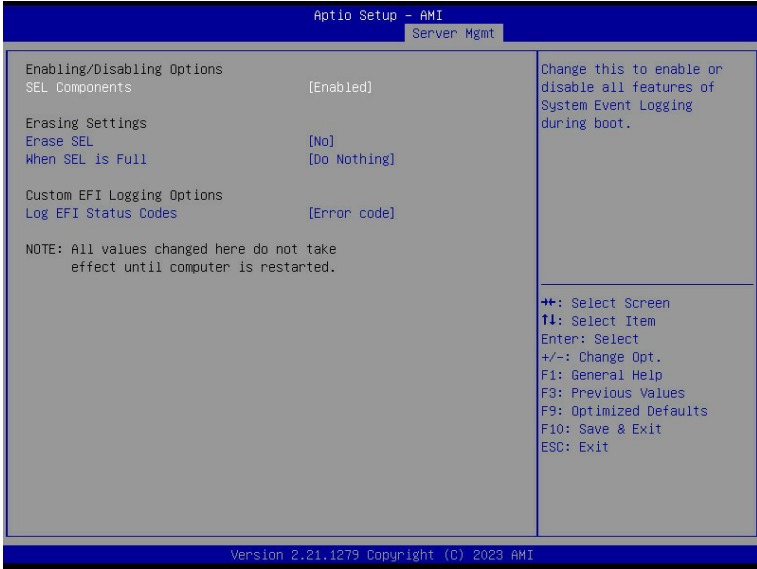 Aptio Setup – AMI
Server Mgmt
Enabling/Disabling Options
SEL Components [Enabled]
Erasing Settings
Erase SEL [No]
When SEL is Full [Do Nothing]
Custom EFI Logging Options
Log EFI Status Codes [Error code]
NOTE: All values changed here do not take
effect until computer is restarted.
Change this to enable or
disable all features of
System Event Logging
during boot.
→←: Select Screen
↑↓: Select Item
Enter: Select
+/-: Change Opt.
F1: General Help
F3: Previous Values
F9: Optimized Defaults
F10: Save & Exit
ESC: Exit
Version 2.21.1279 Copyright (C) 2023 AMI